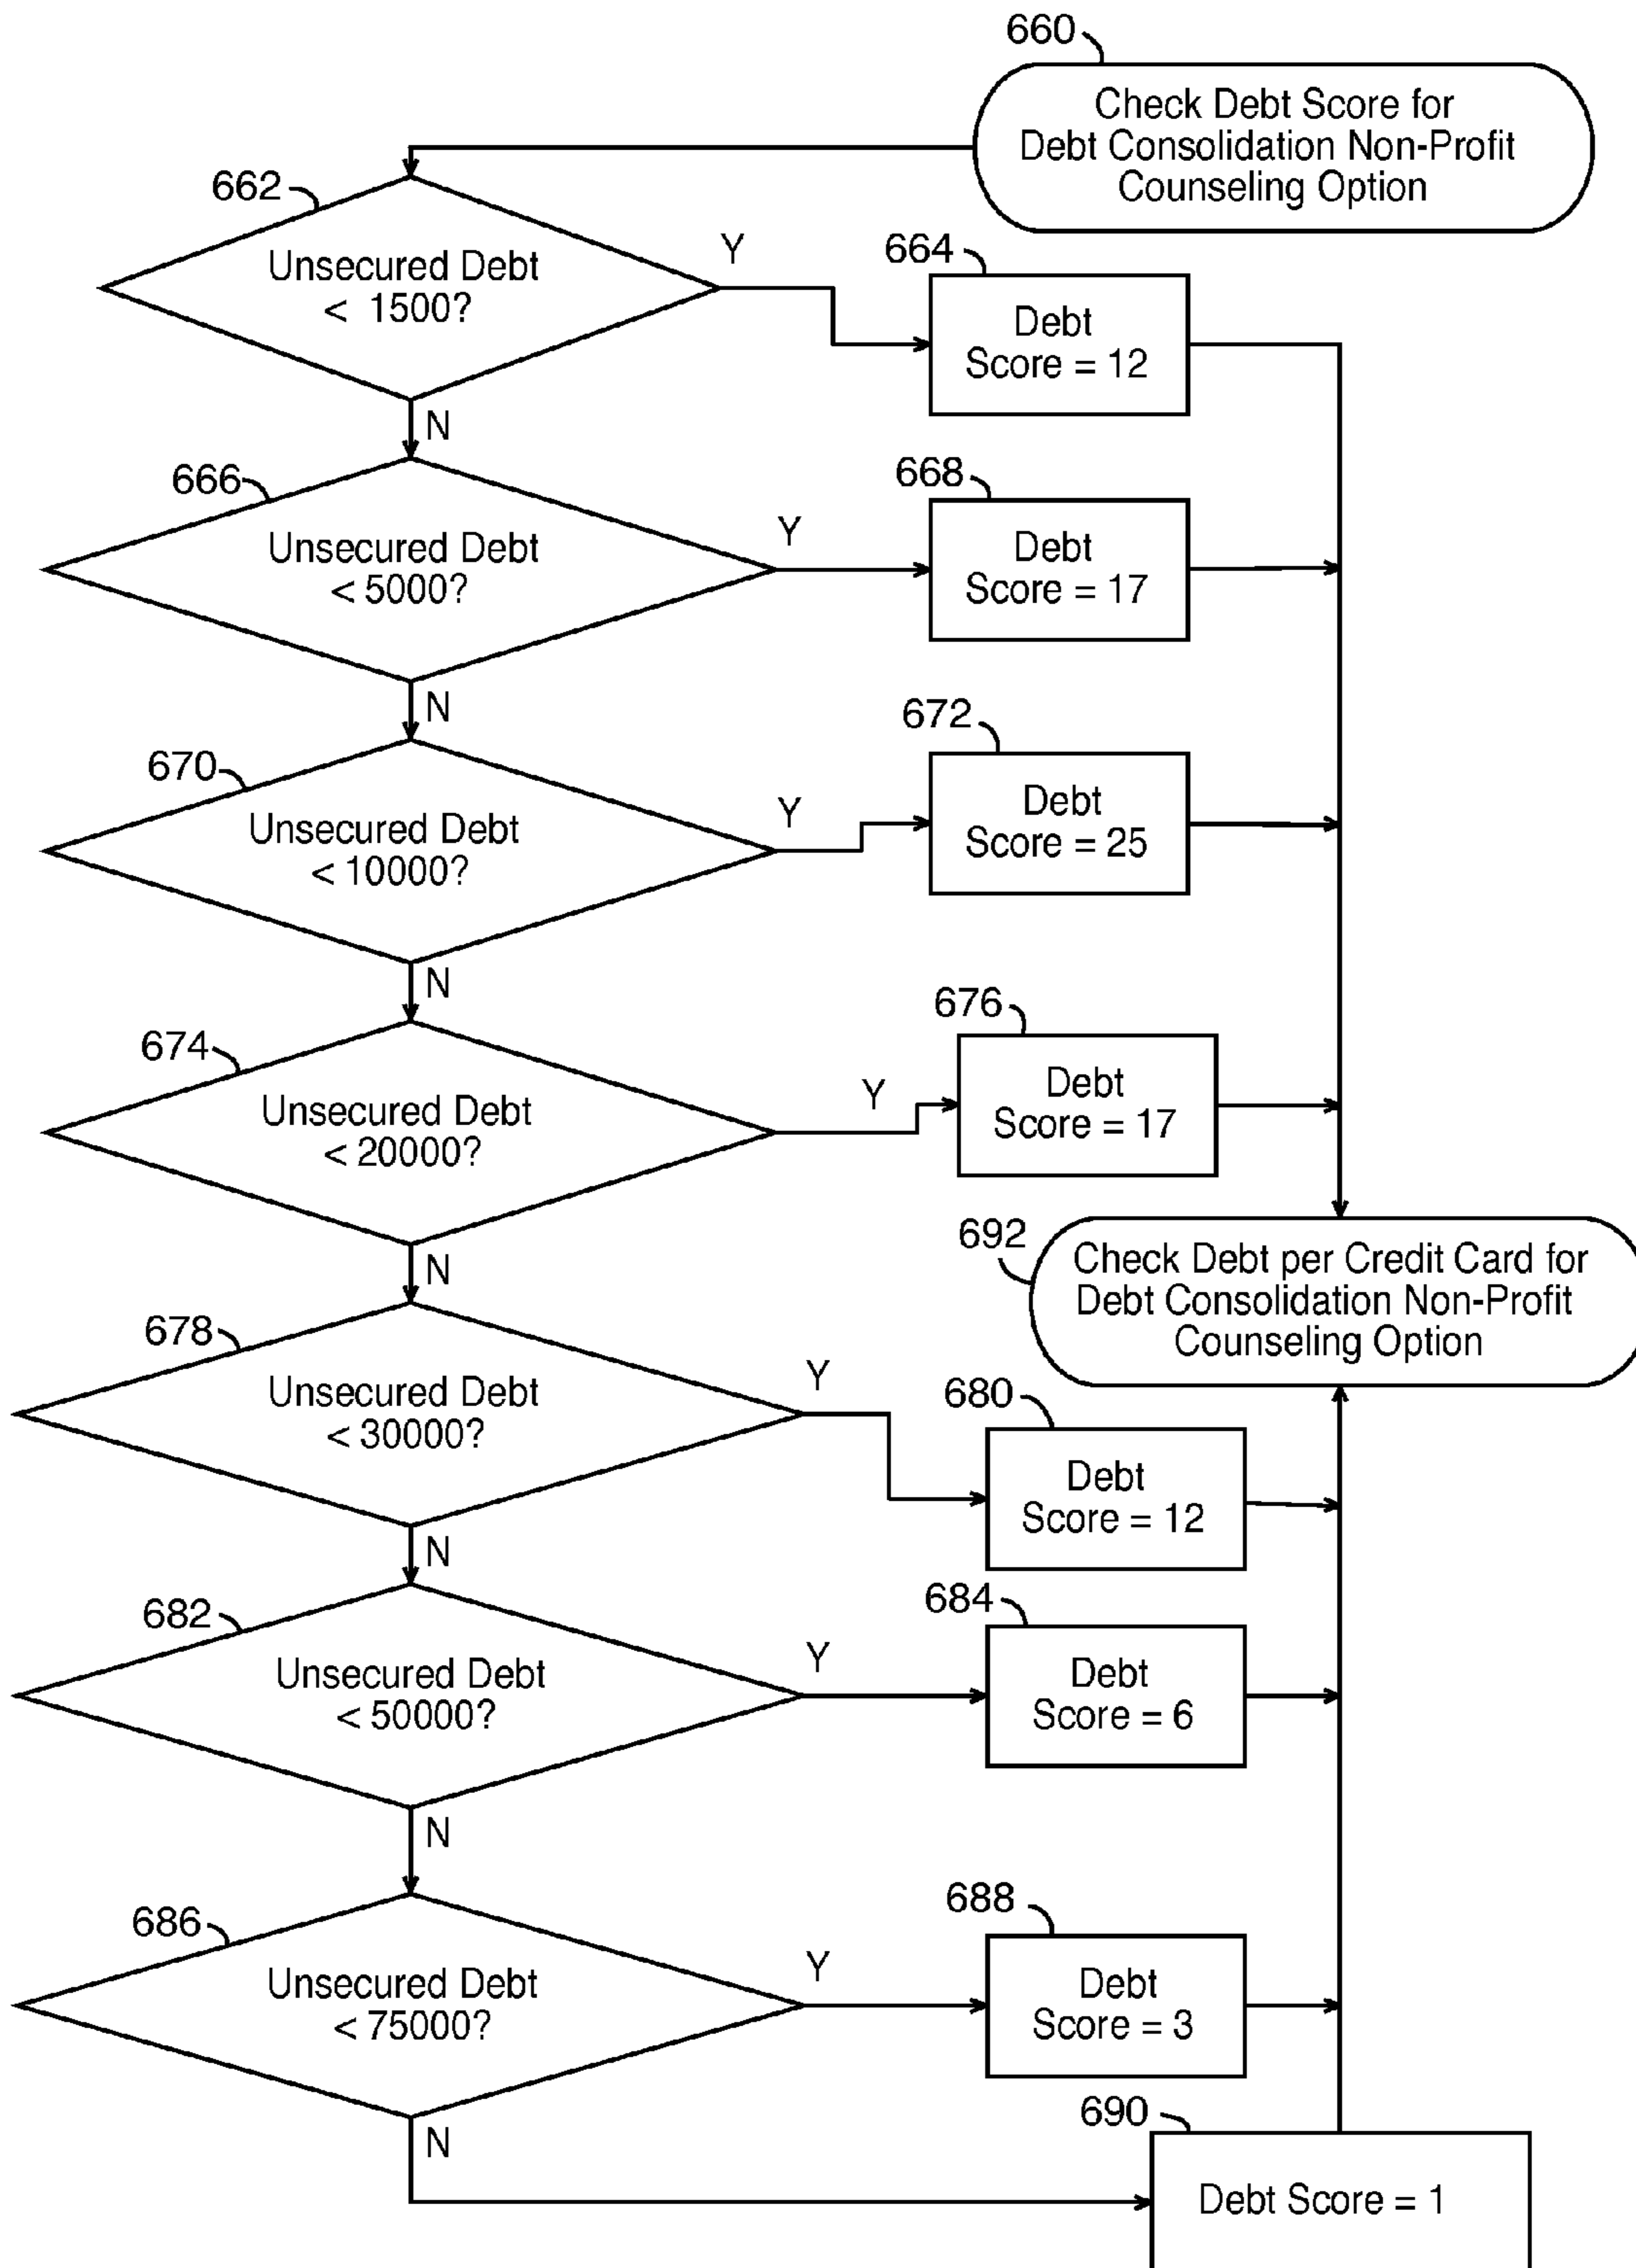 660
Check Debt Score for
Debt Consolidation Non-Profit
Counseling Option
662
Unsecured Debt
< 1500?
Y
N
664
Debt
Score = 12
666
Unsecured Debt
< 5000?
Y
N
668
Debt
Score = 17
670
Unsecured Debt
< 10000?
Y
N
672
Debt
Score = 25
674
Unsecured Debt
< 20000?
Y
N
676
Debt
Score = 17
692
Check Debt per Credit Card for
Debt Consolidation Non-Profit
Counseling Option
678
Unsecured Debt
< 30000?
Y
N
680
Debt
Score = 12
682
Unsecured Debt
< 50000?
Y
N
684
Debt
Score = 6
686
Unsecured Debt
< 75000?
Y
N
688
Debt
Score = 3
690
Debt Score = 1